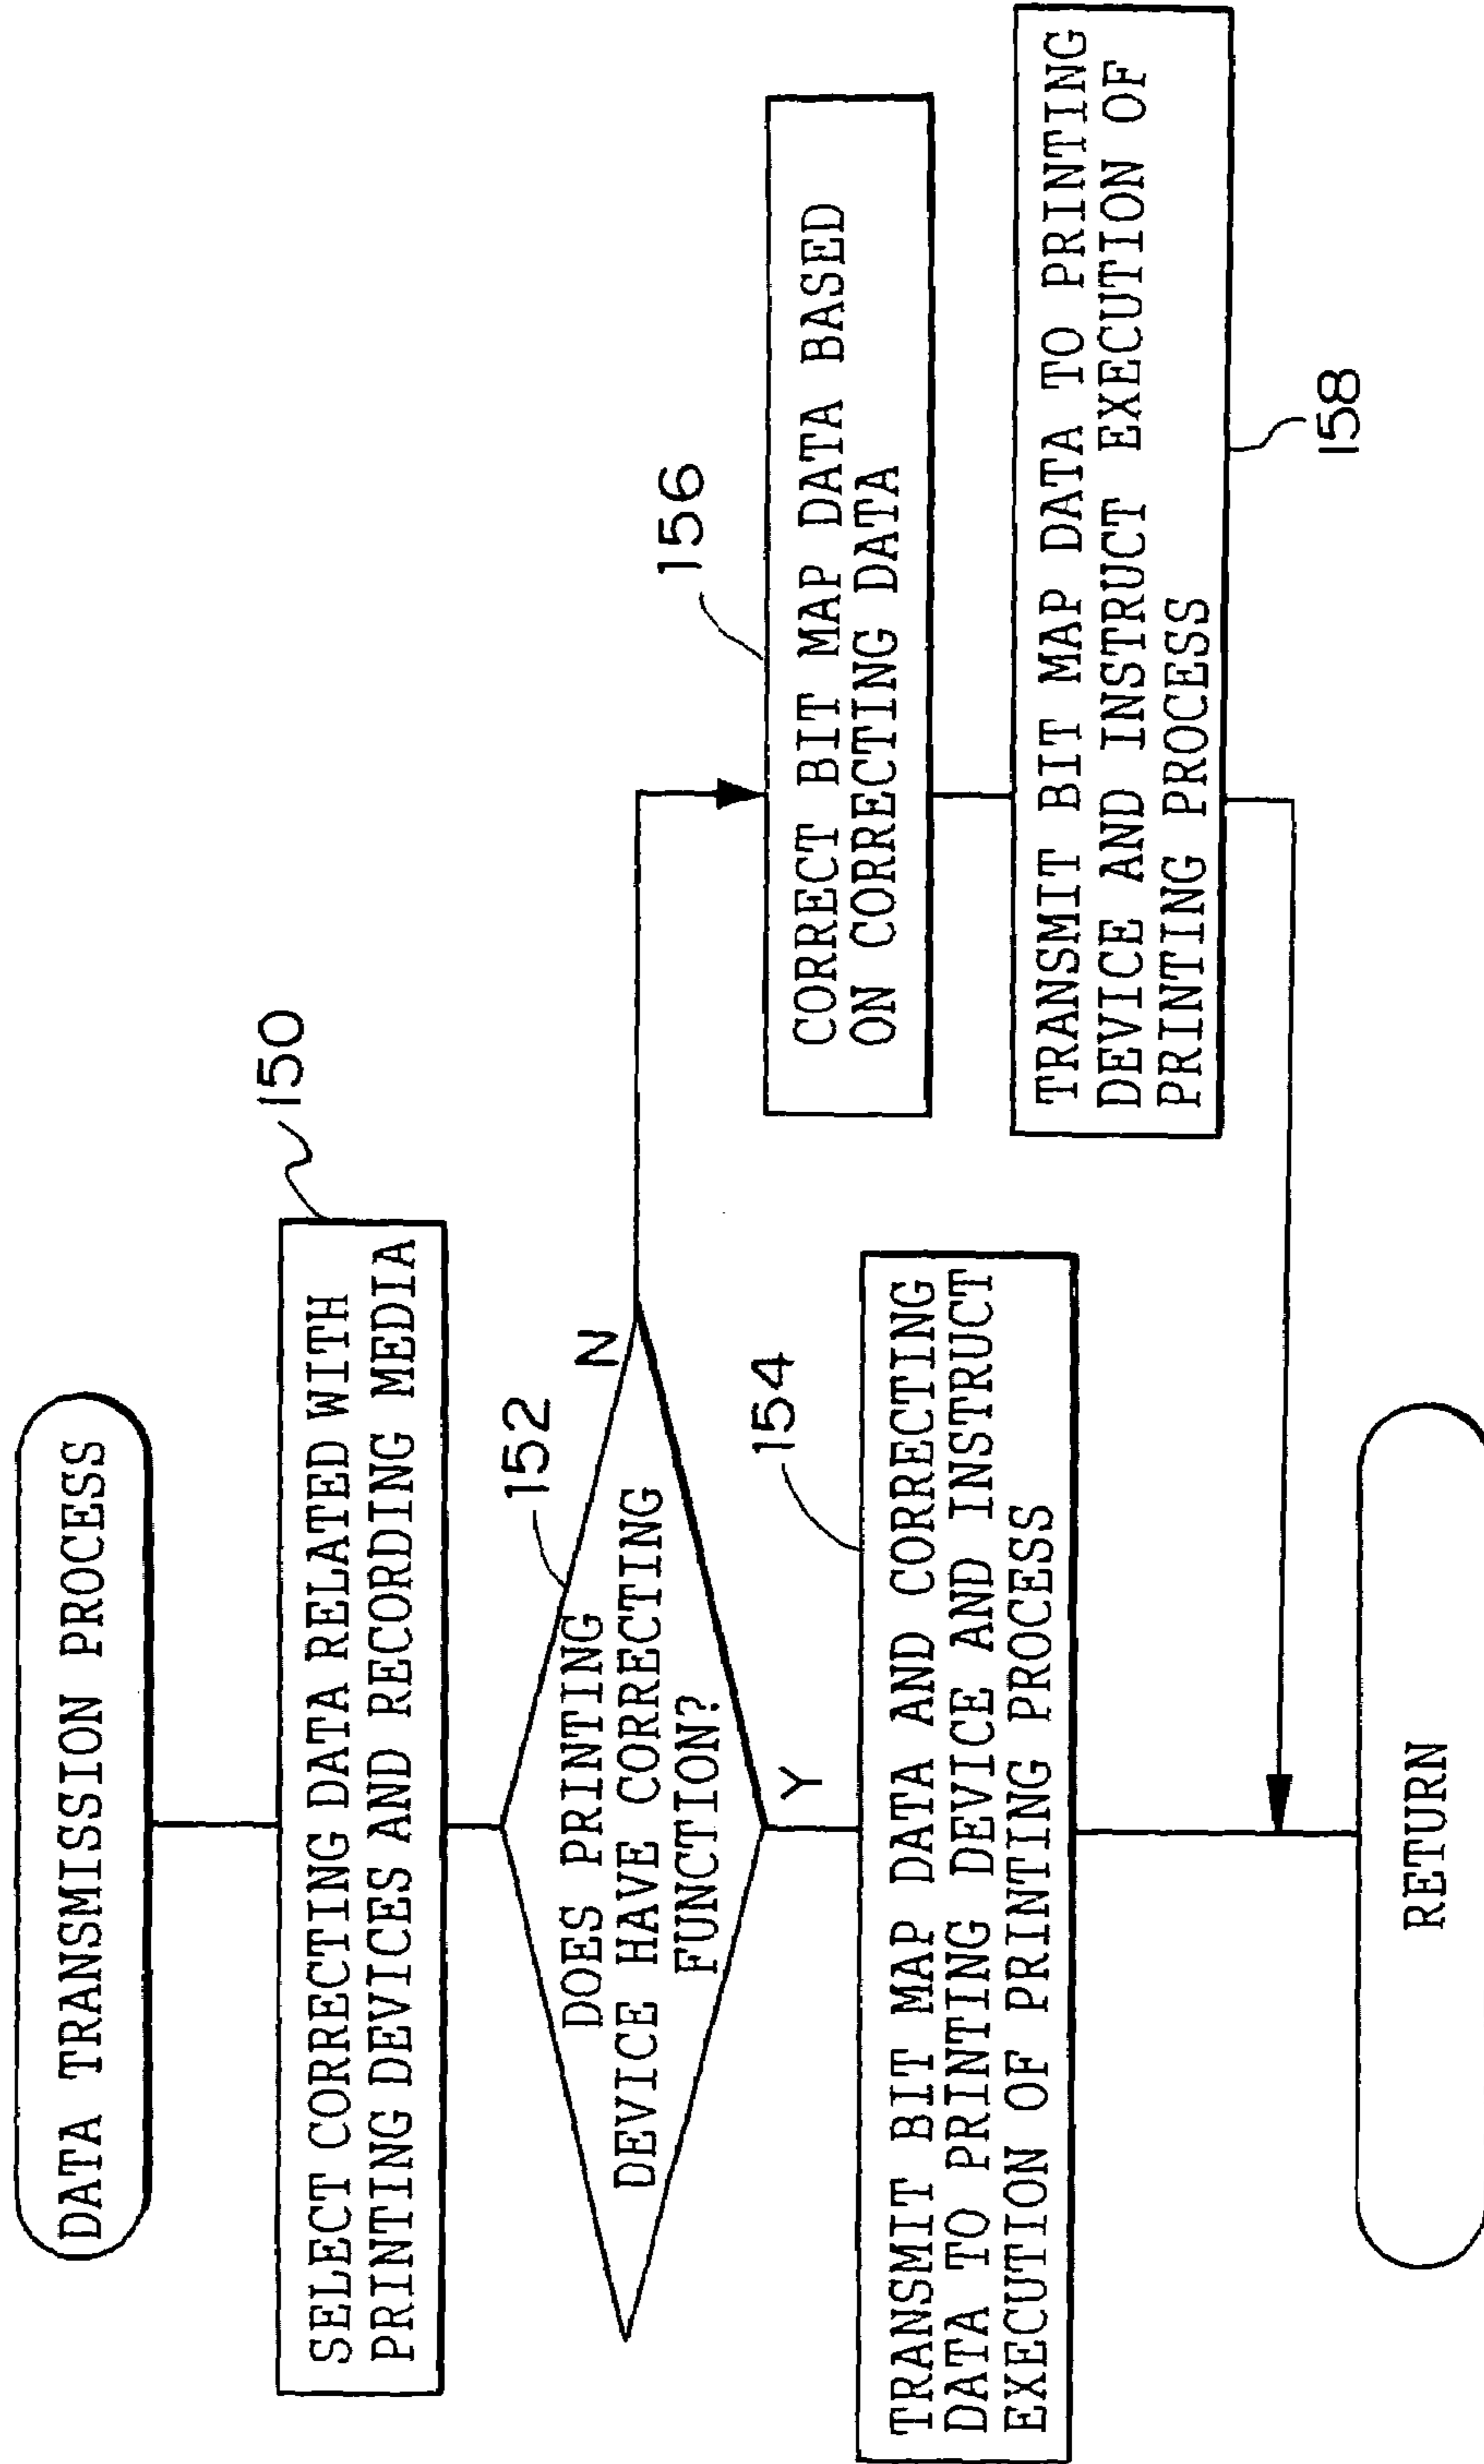 DATA TRANSMISSION PROCESS
150
SELECT CORRECTING DATA RELATED WITH
PRINTING DEVICES AND RECORDING MEDIA
152
DOES PRINTING
DEVICE HAVE CORRECTING
FUNCTION?
N
Y
154
TRANSMIT BIT MAP DATA AND CORRECTING
DATA TO PRINTING DEVICE AND INSTRUCT
EXECUTION OF PRINTING PROCESS
156
CORRECT BIT MAP DATA BASED
ON CORRECTING DATA
TRANSMIT BIT MAP DATA TO PRINTING
DEVICE AND INSTRUCT EXECUTION OF
PRINTING PROCESS
158
RETURN